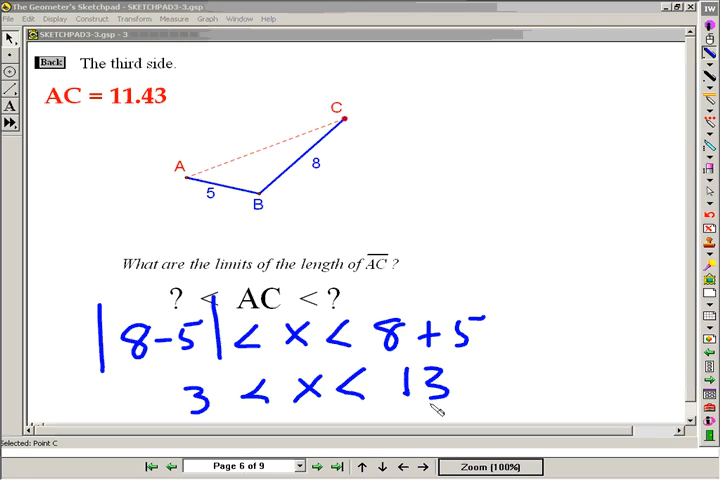 The Geometer's Sketchpad - SKETCHPAD3-3.gsp
IW
File Edit Display Construct Transform Measure Graph Window Help
SKETCHPAD3-3.gsp - 3
Back The third side.
AC = 11.43
C
A
8
5
B
What are the limits of the length of AC ?
? < AC < ?
|8-5| < x < 8+5
3 < x < 13
Selected: Point C
Page 6 of 9
Zoom [100%]